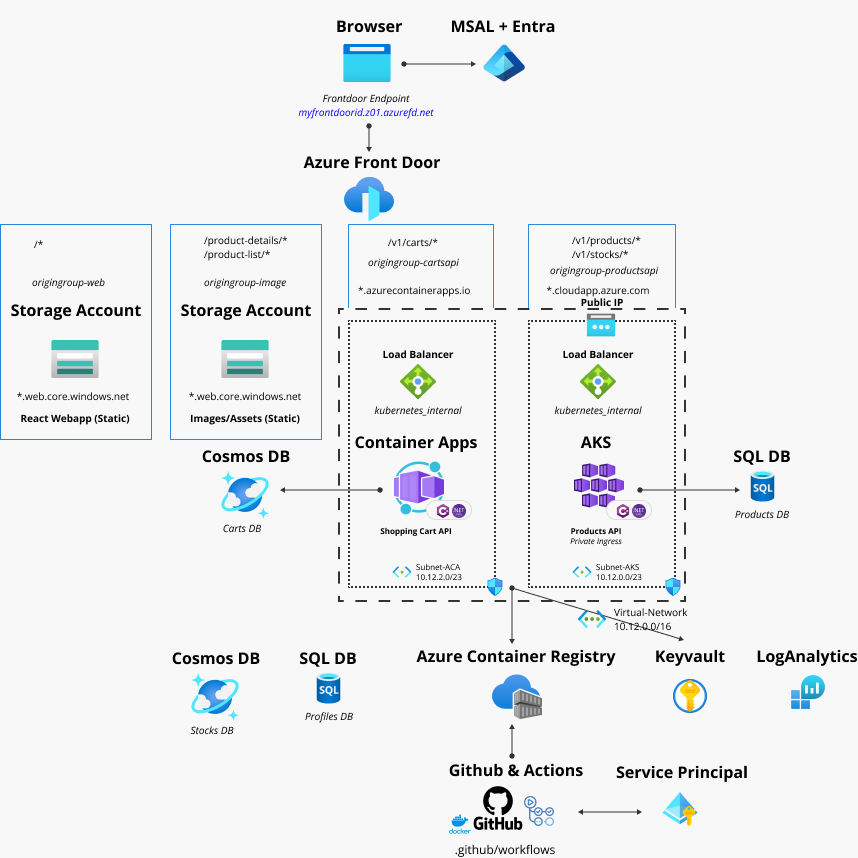 Browser
MSAL + Entra
Frontdoor Endpoint
myfrontdoorid.z01.azurefd.net
Azure Front Door
/*
origingroup-web
Storage Account
*.web.core.windows.net
React Webapp (Static)
/product-details/*
/product-list/*
origingroup-image
Storage Account
*.web.core.windows.net
Images/Assets (Static)
/v1/carts/*
origingroup-cartsapi
*.azurecontainerapps.io
/v1/products/*
/v1/stocks/*
origingroup-productsapi
*.cloudapp.azure.com
Public IP
Load Balancer
kubernetes_internal
Container Apps
Shopping Cart API
Subnet-ACA
10.12.2.0/23
Load Balancer
kubernetes_internal
AKS
Products API
Private Ingress
Subnet-AKS
10.12.0.0/23
Cosmos DB
Carts DB
SQL DB
SQL
Products DB
Virtual-Network
10.12.0.0/16
Cosmos DB
Stocks DB
SQL DB
SQL
Profiles DB
Azure Container Registry
Keyvault
LogAnalytics
Github & Actions
docker
GitHub
.github/workflows
Service Principal